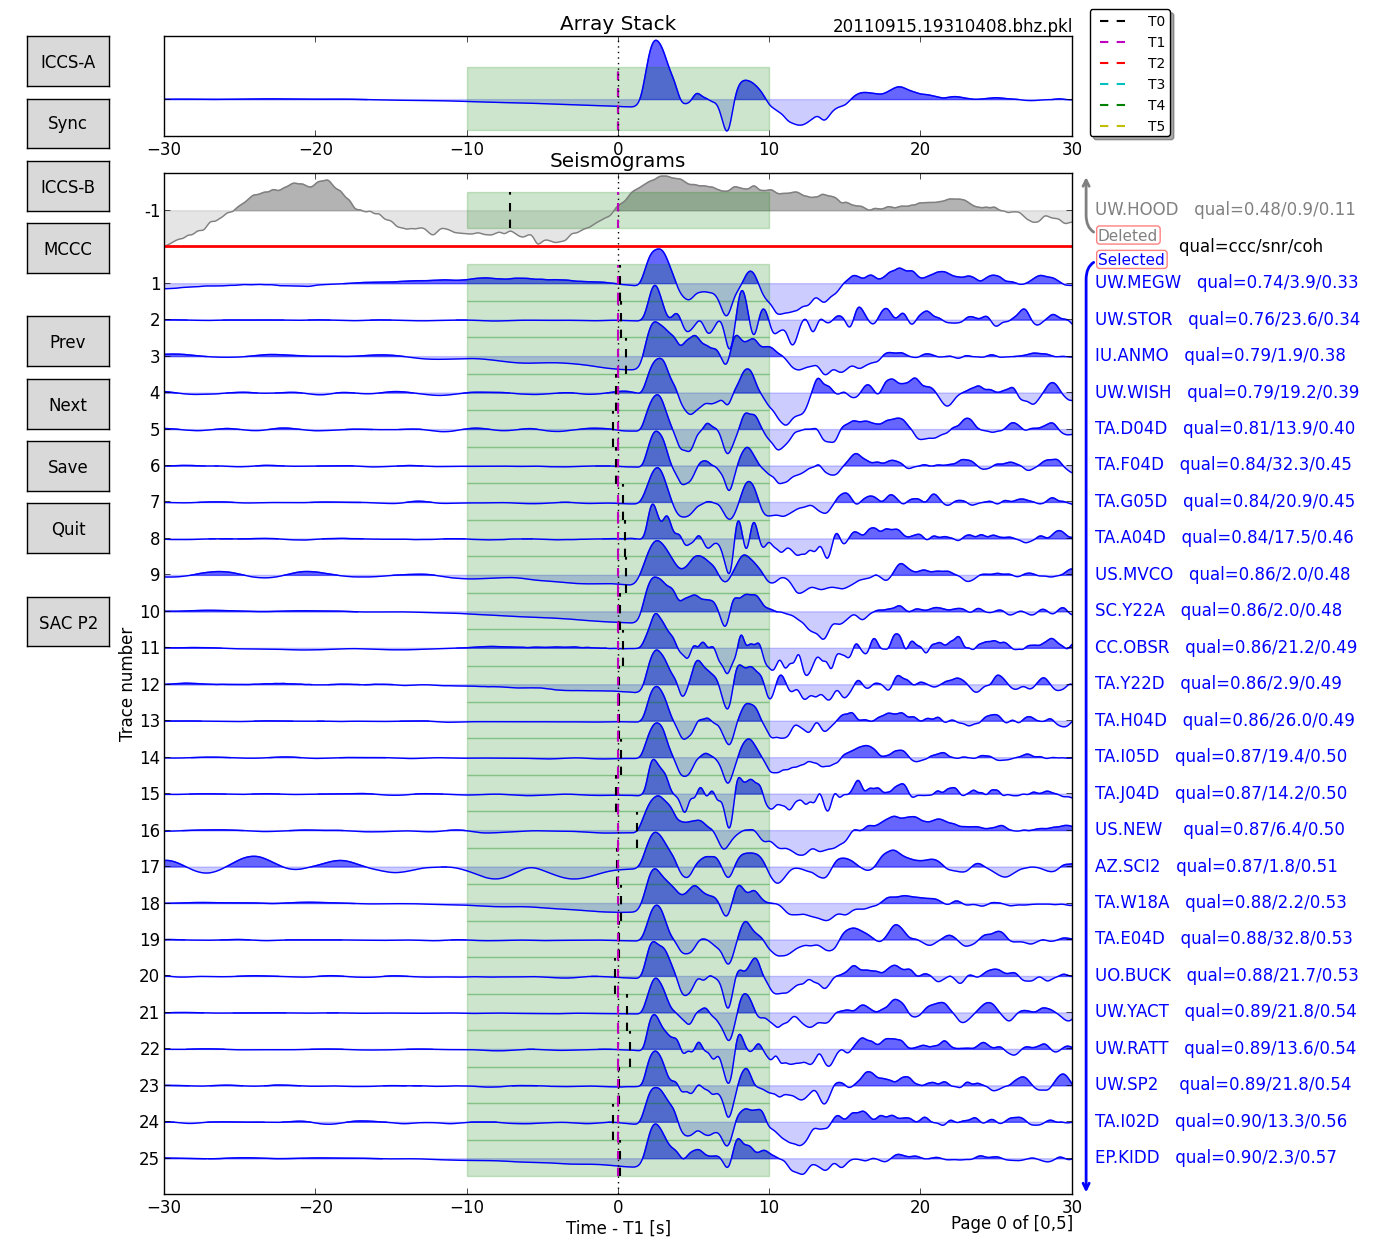 Array Stack
20110915.19310408.bhz.pkl
T0
T1
T2
T3
T4
T5
ICCS-A
Sync
ICCS-B
MCCC
Prev
Next
Save
Quit
SAC P2
−30 −20 −10 0 10 20 30
Seismograms
-1 UW.HOOD qual=0.48/0.9/0.11
Deleted
qual=ccc/snr/coh
Selected
1 UW.MEGW qual=0.74/3.9/0.33
2 UW.STOR qual=0.76/23.6/0.34
3 IU.ANMO qual=0.79/1.9/0.38
4 UW.WISH qual=0.79/19.2/0.39
5 TA.D04D qual=0.81/13.9/0.40
6 TA.F04D qual=0.84/32.3/0.45
7 TA.G05D qual=0.84/20.9/0.45
8 TA.A04D qual=0.84/17.5/0.46
9 US.MVCO qual=0.86/2.0/0.48
10 SC.Y22A qual=0.86/2.0/0.48
11 CC.OBSR qual=0.86/21.2/0.49
12 TA.Y22D qual=0.86/2.9/0.49
13 TA.H04D qual=0.86/26.0/0.49
14 TA.I05D qual=0.87/19.4/0.50
15 TA.J04D qual=0.87/14.2/0.50
16 US.NEW qual=0.87/6.4/0.50
17 AZ.SCI2 qual=0.87/1.8/0.51
18 TA.W18A qual=0.88/2.2/0.53
19 TA.E04D qual=0.88/32.8/0.53
20 UO.BUCK qual=0.88/21.7/0.53
21 UW.YACT qual=0.89/21.8/0.54
22 UW.RATT qual=0.89/13.6/0.54
23 UW.SP2 qual=0.89/21.8/0.54
24 TA.I02D qual=0.90/13.3/0.56
25 EP.KIDD qual=0.90/2.3/0.57
Trace number
−30 −20 −10 0 10 20 30
Time - T1 [s]
Page 0 of [0,5]